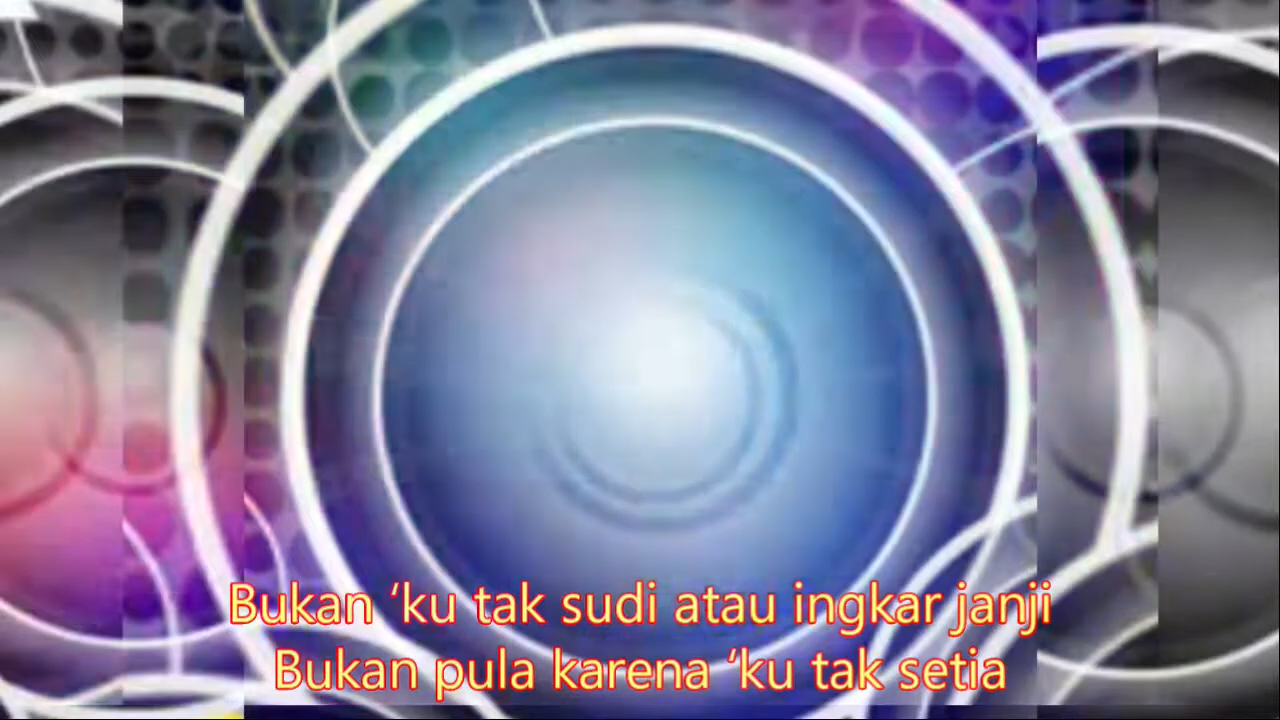 Bukan ‘ku tak sudi atau ingkar janji
Bukan pula karena ‘ku tak setia